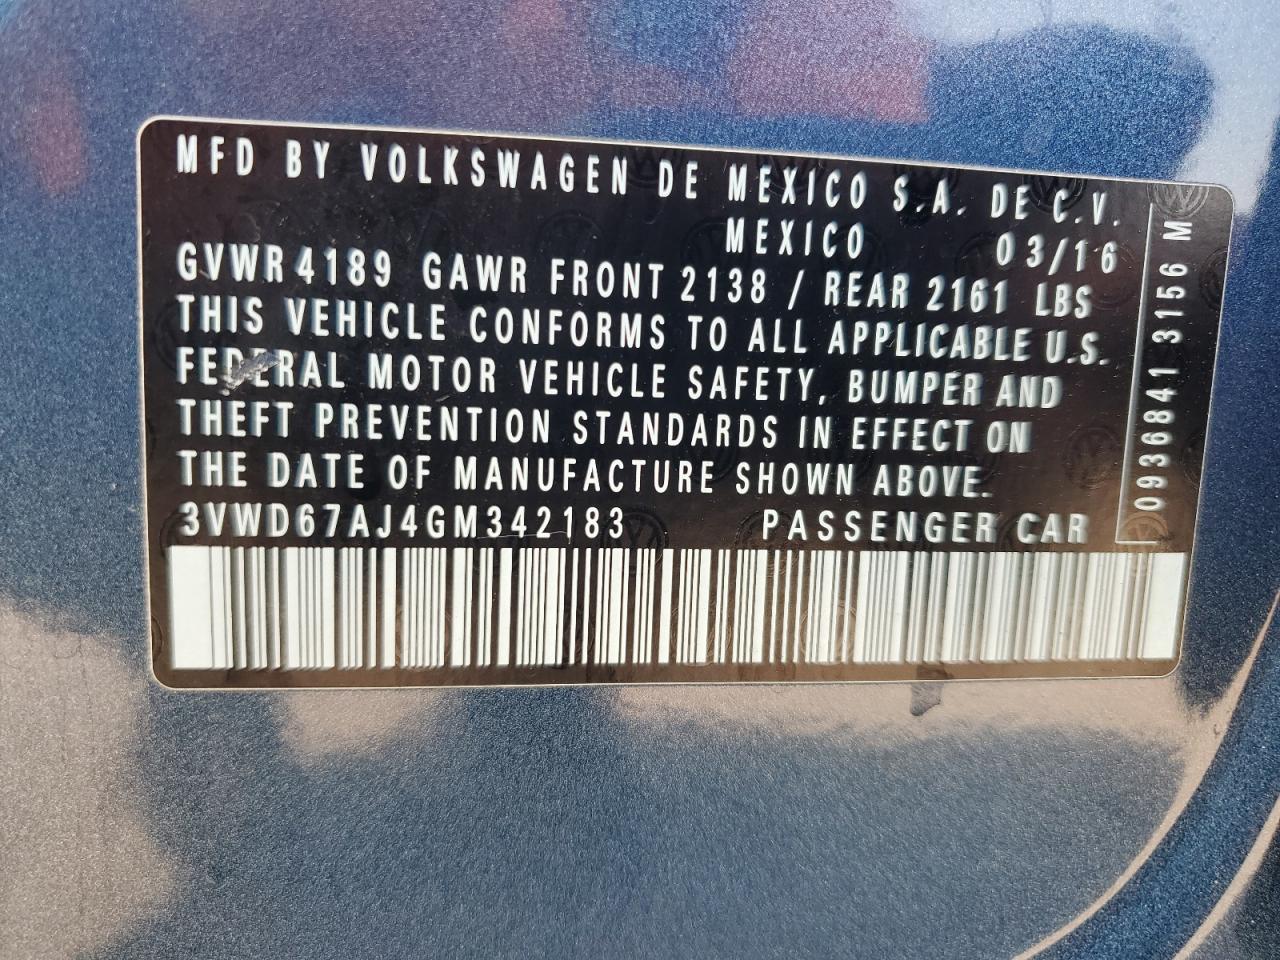 MFD BY VOLKSWAGEN DE MEXICO S.A. DE C.V.
MEXICO 03/16
GVWR 4189 GAWR FRONT 2138 / REAR 2161 LBS
THIS VEHICLE CONFORMS TO ALL APPLICABLE U.S.
FEDERAL MOTOR VEHICLE SAFETY, BUMPER AND
THEFT PREVENTION STANDARDS IN EFFECT ON
THE DATE OF MANUFACTURE SHOWN ABOVE.
3VWD67AJ4GM342183 PASSENGER CAR
0936841 3156 M